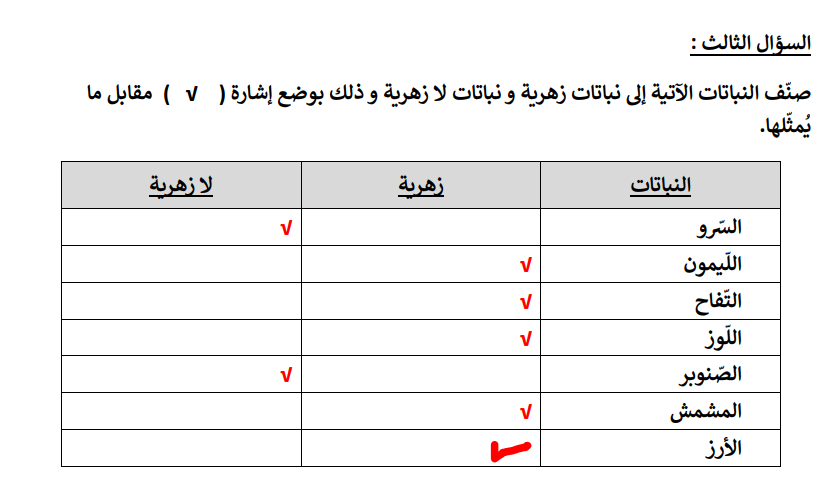 السؤال الثالث :
صنّف النباتات الآتية إلى نباتات زهرية و نباتات لا زهرية و ذلك بوضع إشارة ( √ ) مقابل ما
يُمثّلها.
النباتات زهرية لا زهرية
السّرو √
اللّيمون √
التّفاح √
اللّوز √
الصّنوبر √
المشمش √
الأرز ✓